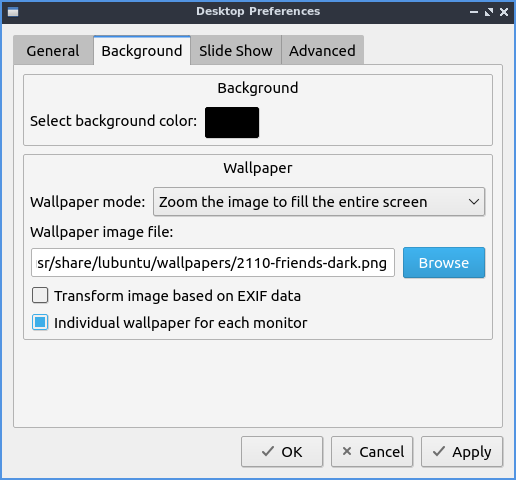 Desktop Preferences
General Background Slide Show Advanced
Background
Select background color:
Wallpaper
Wallpaper mode: Zoom the image to fill the entire screen
Wallpaper image file:
sr/share/lubuntu/wallpapers/2110-friends-dark.png Browse
Transform image based on EXIF data
Individual wallpaper for each monitor
OK Cancel Apply